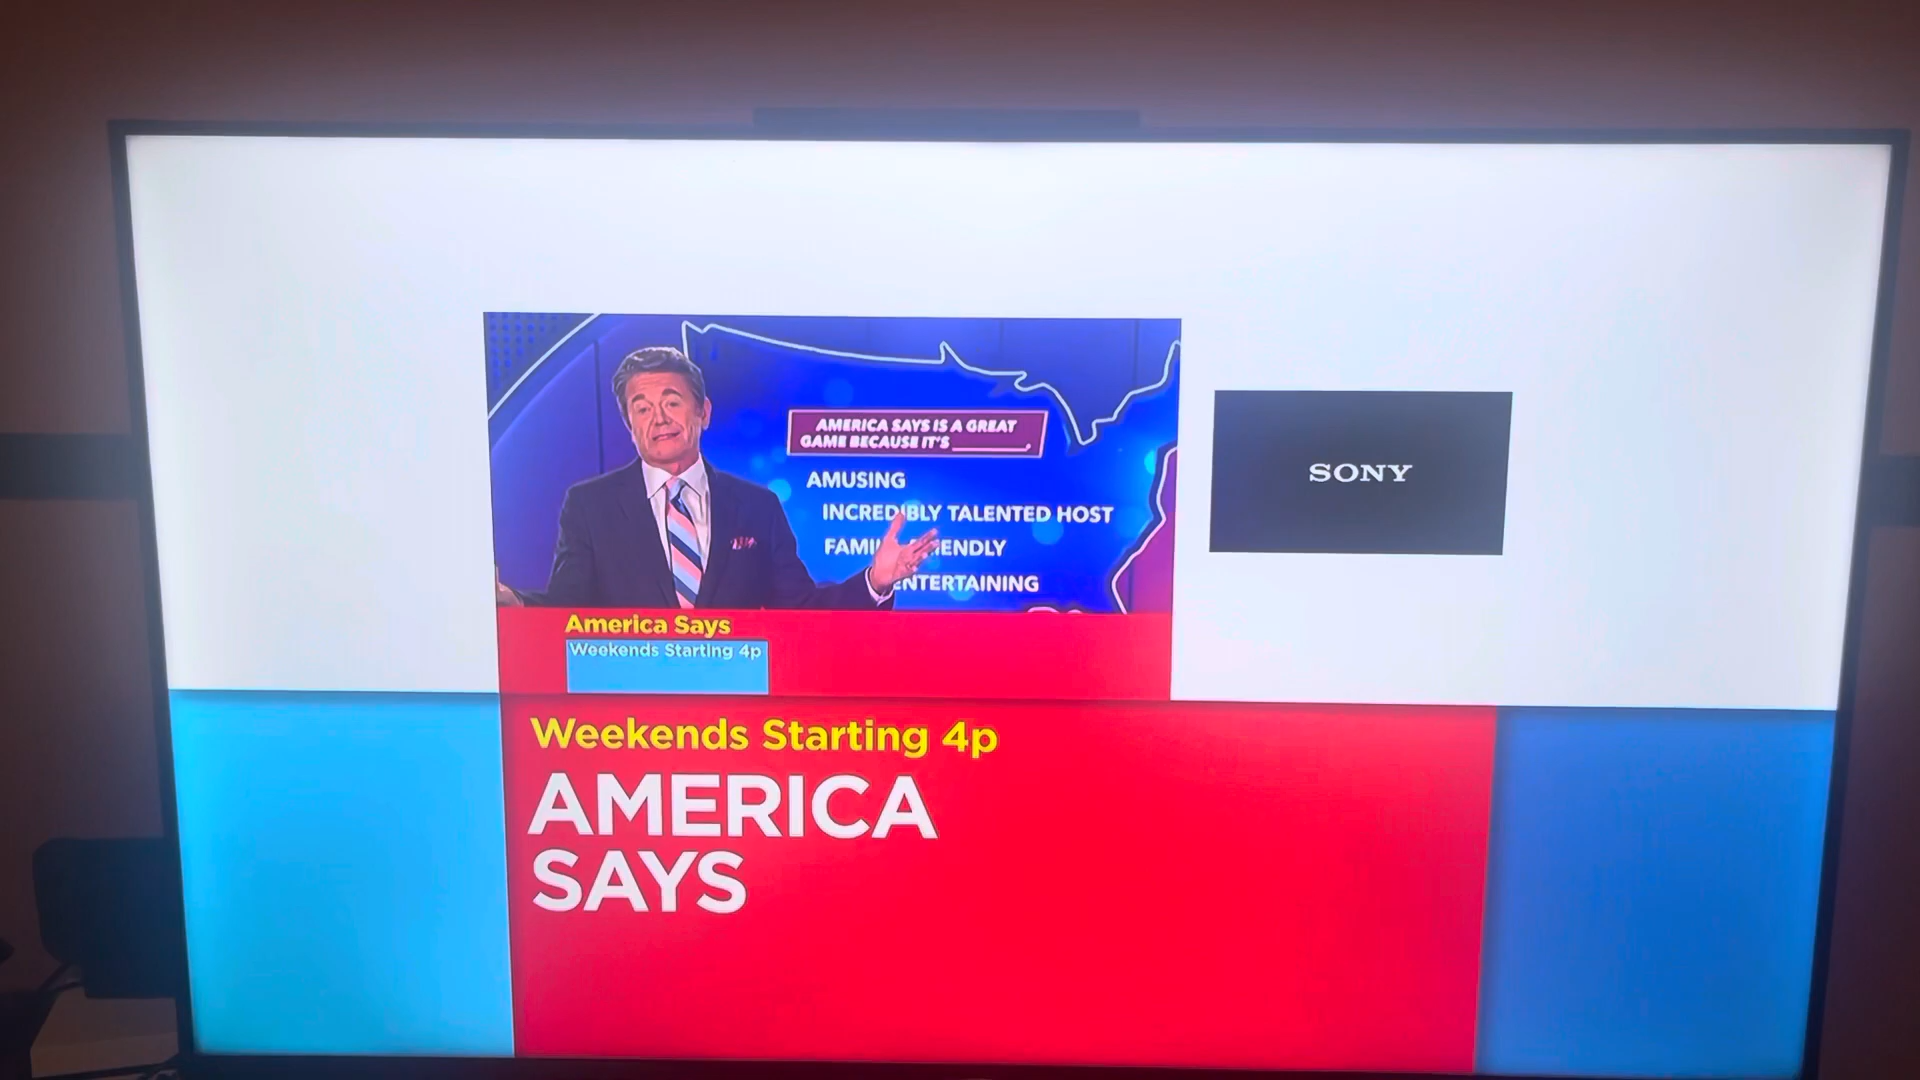 AMERICA SAYS IS A GREAT
GAME BECAUSE IT'S ________.
AMUSING
INCREDIBLY TALENTED HOST
ENTERTAINING
SONY
America Says
Weekends Starting 4p
Weekends Starting 4p
AMERICA
SAYS